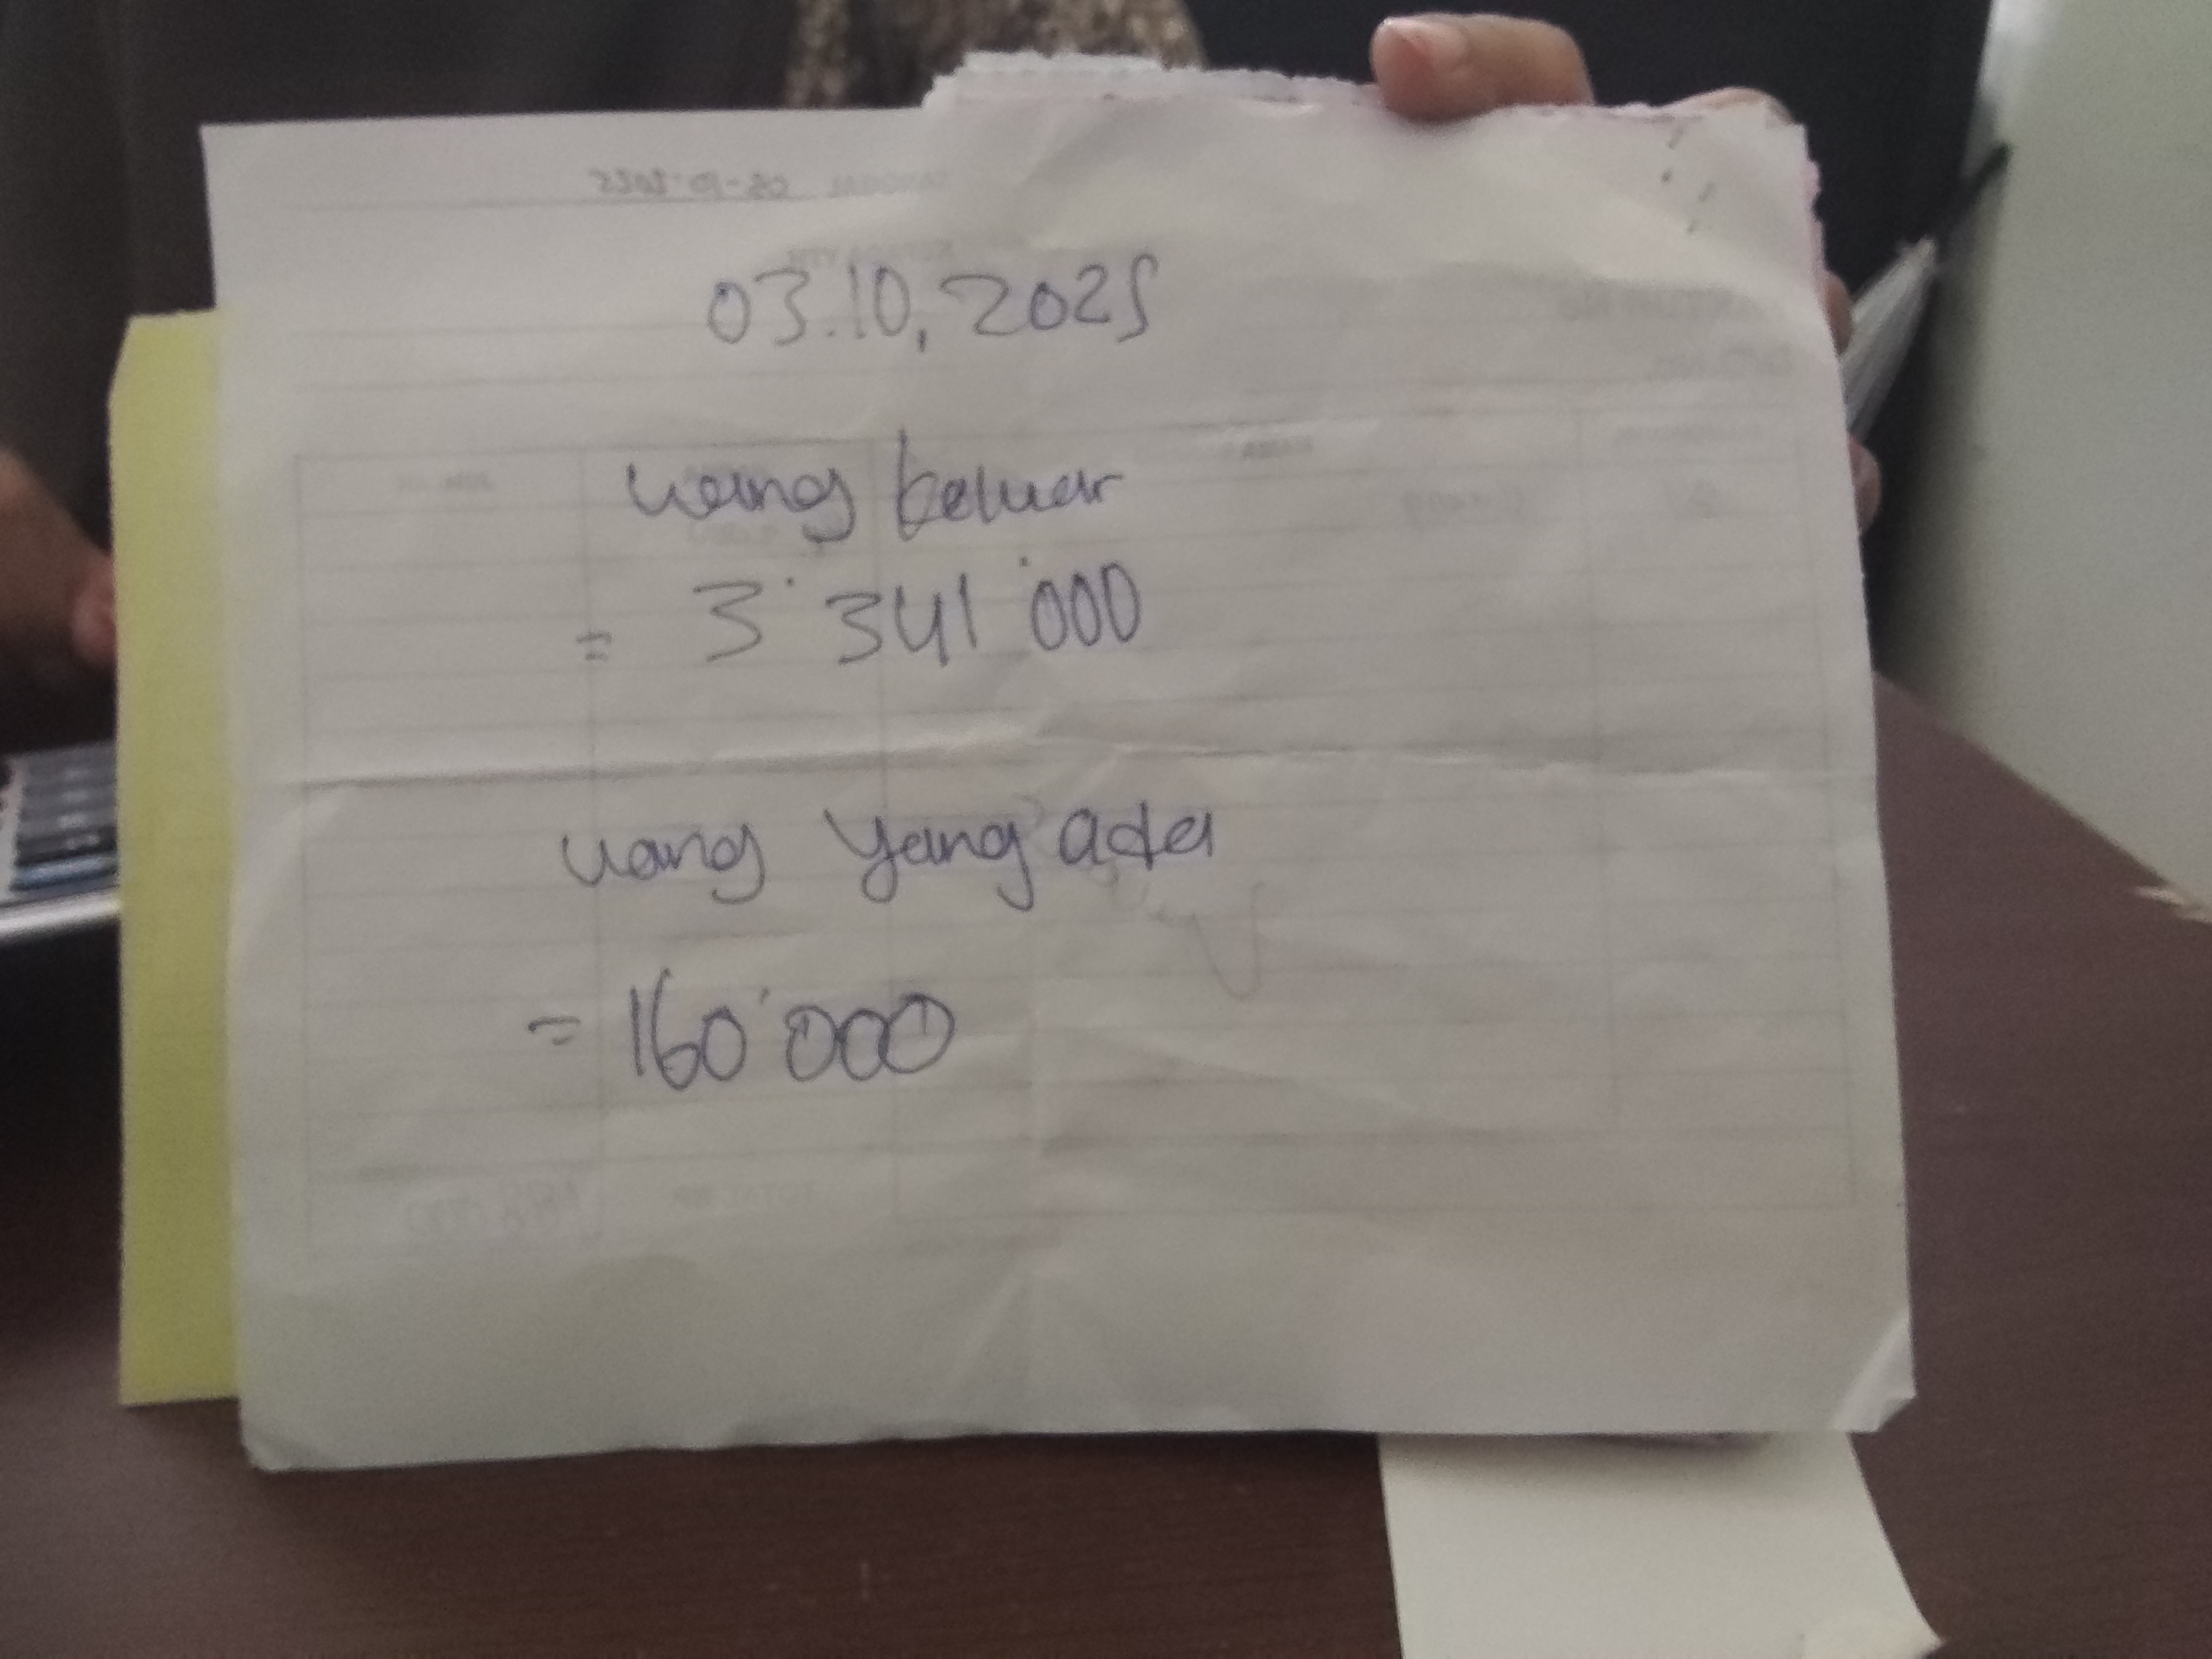 03.10,2025
uang keluar
= 3'341'000
uang yang ada
= 160'000